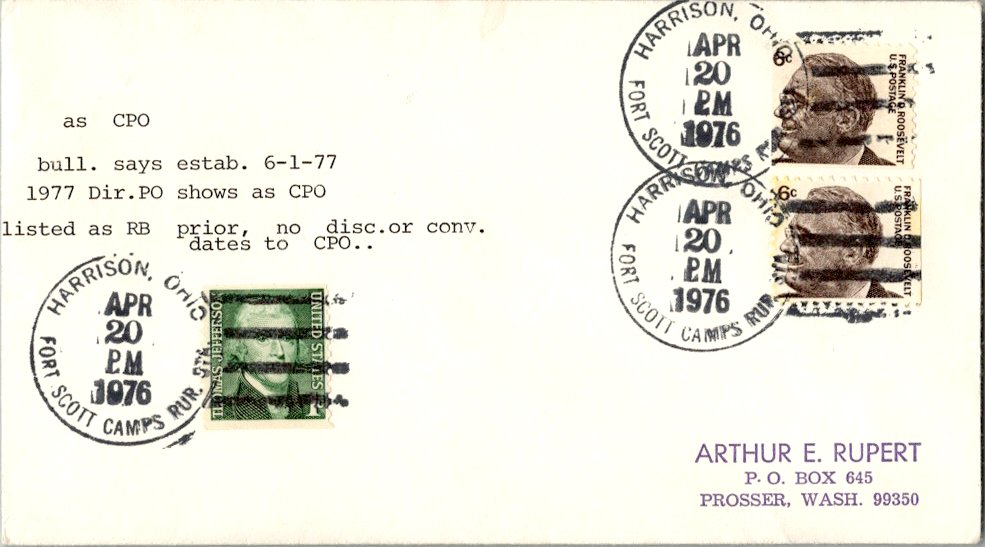 HARRISON, OHIO
APR
20
PM
1976
FORT SCOTT CAMPS RUR. STA.
6c
FRANKLIN D. ROOSEVELT
U.S. POSTAGE
HARRISON, OHIO
APR
20
PM
1976
FORT SCOTT CAMPS RUR. STA.
6c
FRANKLIN D. ROOSEVELT
U.S. POSTAGE
as CPO
bull. says estab. 6-1-77
1977 Dir.PO shows as CPO
listed as RB prior, no disc.or conv.
dates to CPO..
HARRISON, OHIO
APR
20
PM
1976
FORT SCOTT CAMPS RUR. STA.
THOMAS JEFFERSON
UNITED STATES
1c
ARTHUR E. RUPERT
P. O. BOX 645
PROSSER, WASH. 99350